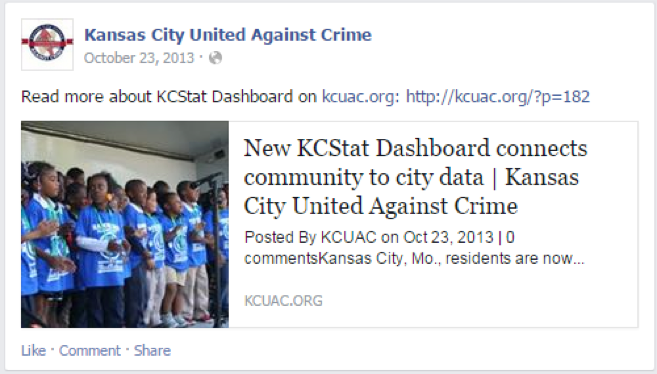 Kansas City United Against Crime
October 23, 2013 ·
Read more about KCStat Dashboard on kcuac.org: http://kcuac.org/?p=182
New KCStat Dashboard connects
community to city data | Kansas
City United Against Crime
Posted By KCUAC on Oct 23, 2013 | 0
commentsKansas City, Mo., residents are now...
KCUAC.ORG
Like · Comment · Share